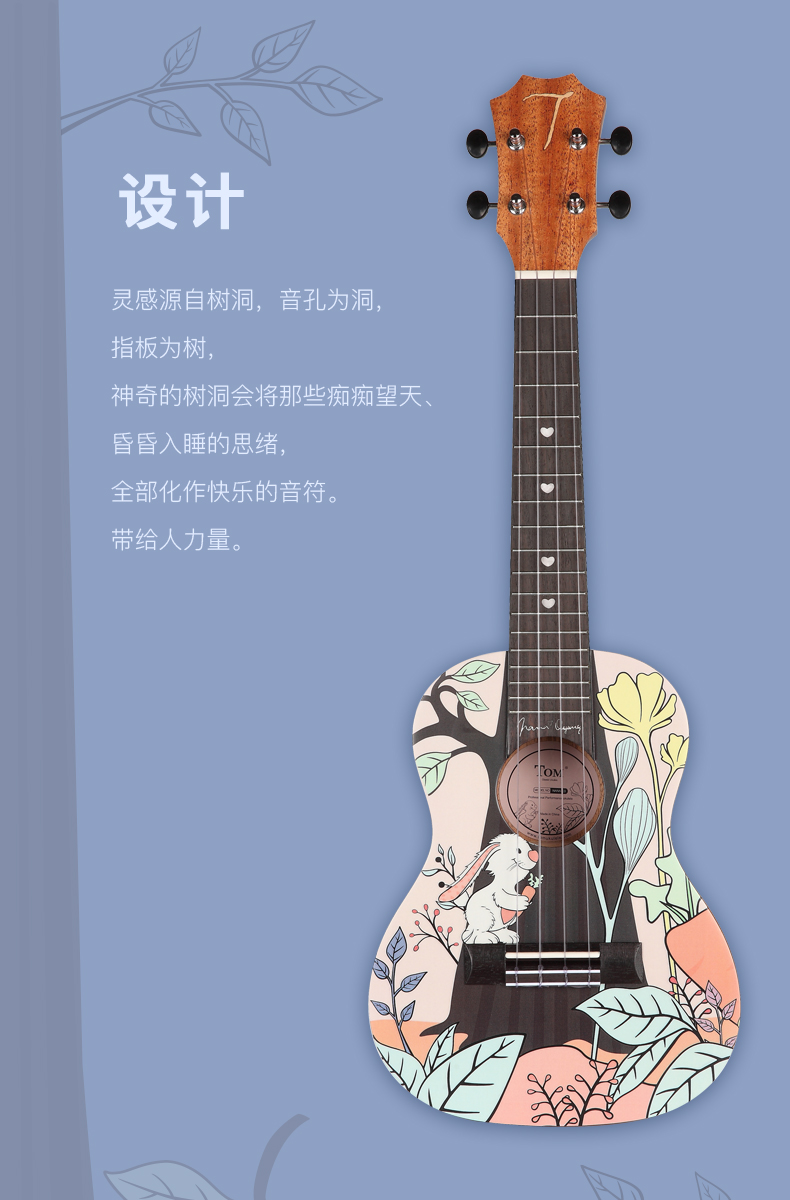 设计
灵感源自树洞，音孔为洞，
指板为树，
神奇的树洞会将那些痴痴望天、
昏昏入睡的思绪，
全部化作快乐的音符。
带给人力量。
T
TOM